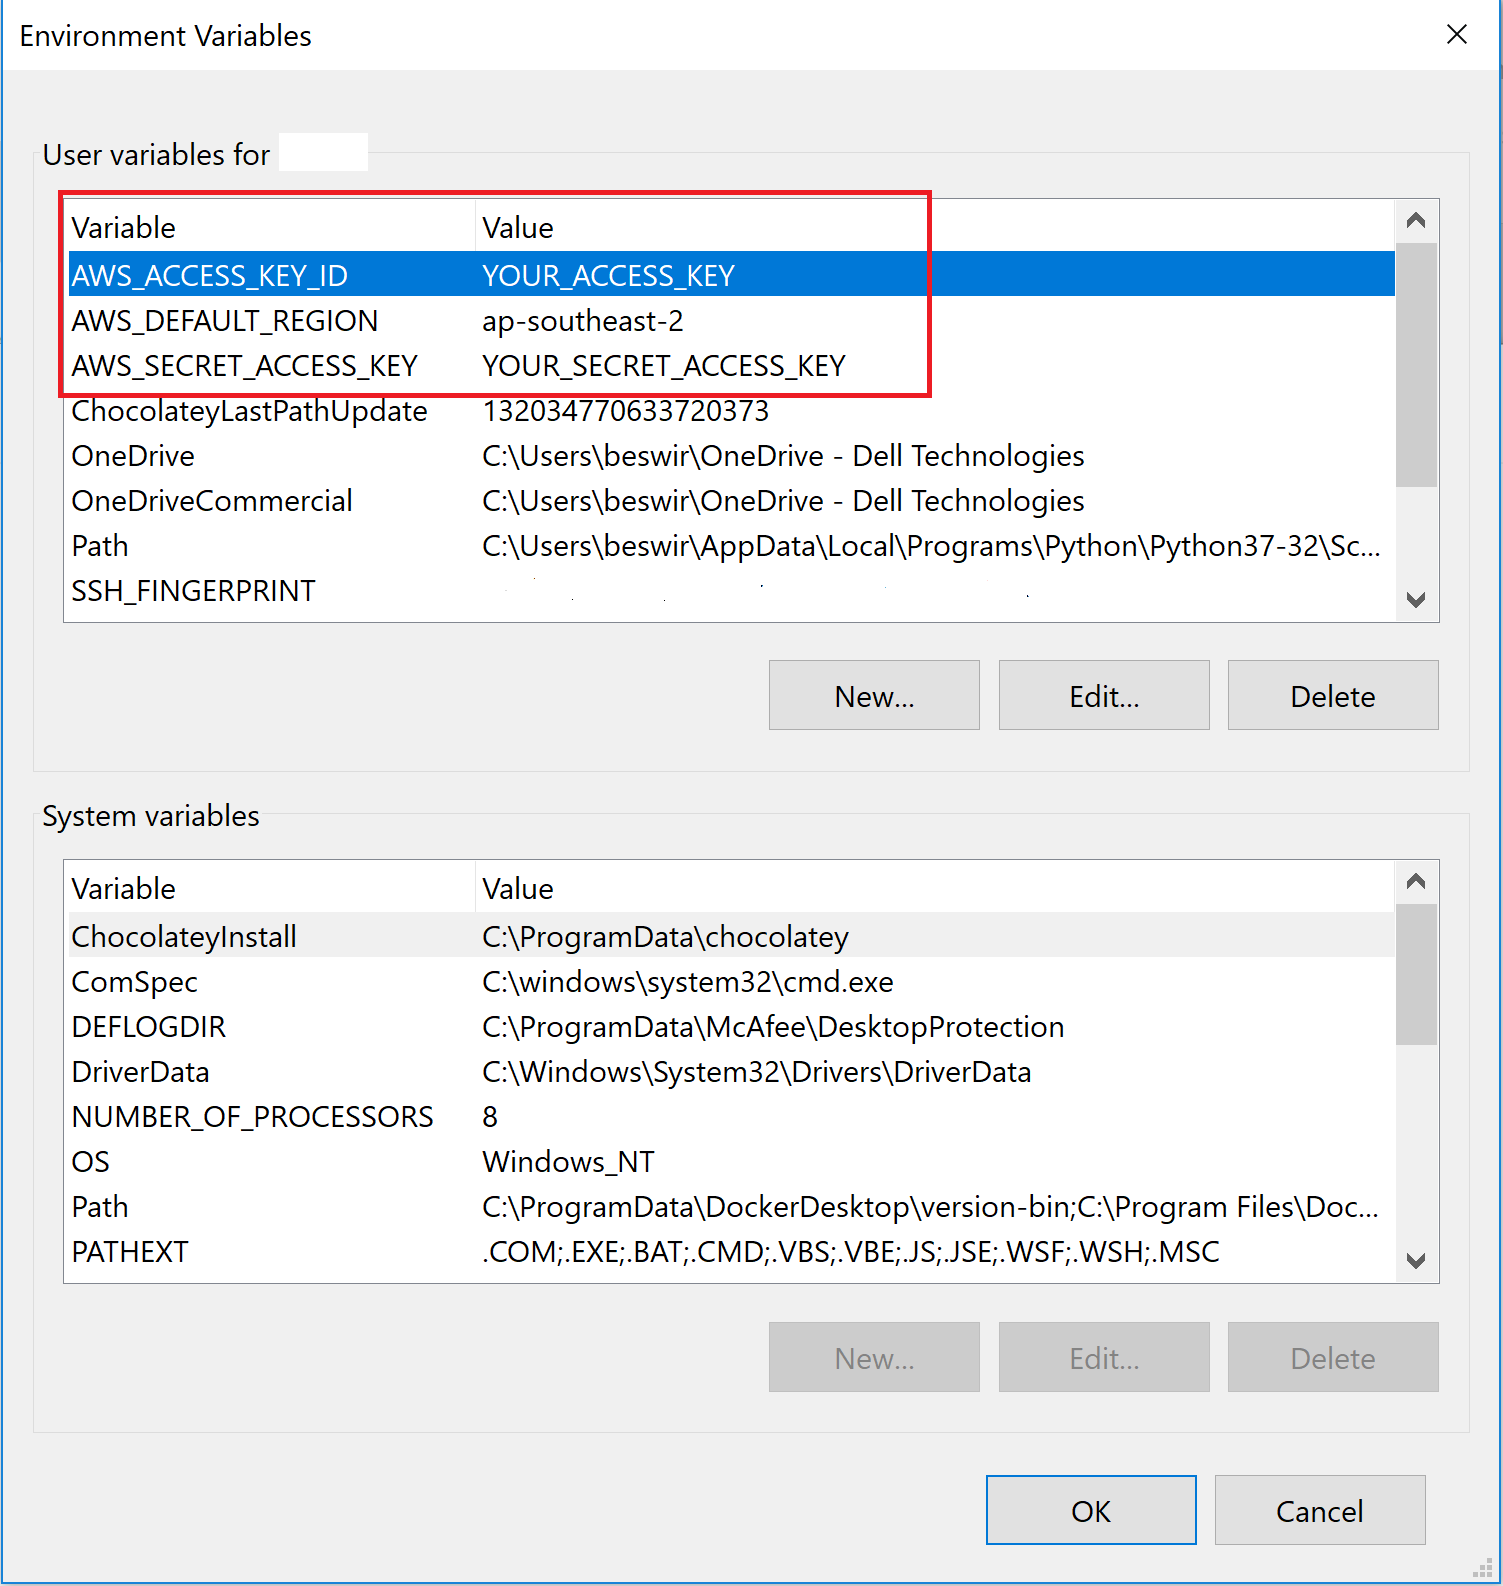 Environment Variables
User variables for
Variable Value
AWS_ACCESS_KEY_ID YOUR_ACCESS_KEY
AWS_DEFAULT_REGION ap-southeast-2
AWS_SECRET_ACCESS_KEY YOUR_SECRET_ACCESS_KEY
ChocolateyLastPathUpdate 132034770633720373
OneDrive C:\Users\beswir\OneDrive - Dell Technologies
OneDriveCommercial C:\Users\beswir\OneDrive - Dell Technologies
Path C:\Users\beswir\AppData\Local\Programs\Python\Python37-32\Sc...
SSH_FINGERPRINT
New... Edit... Delete
System variables
Variable Value
ChocolateyInstall C:\ProgramData\chocolatey
ComSpec C:\windows\system32\cmd.exe
DEFLOGDIR C:\ProgramData\McAfee\DesktopProtection
DriverData C:\Windows\System32\Drivers\DriverData
NUMBER_OF_PROCESSORS 8
OS Windows_NT
Path C:\ProgramData\DockerDesktop\version-bin;C:\Program Files\Doc...
PATHEXT .COM;.EXE;.BAT;.CMD;.VBS;.VBE;.JS;.JSE;.WSF;.WSH;.MSC
New... Edit... Delete
OK Cancel